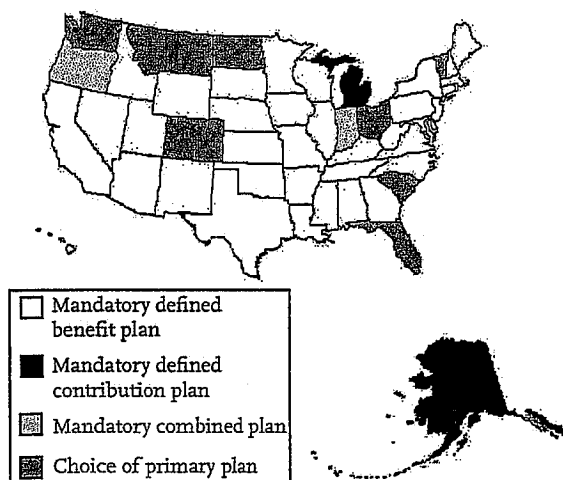 Mandatory defined
benefit plan
Mandatory defined
contribution plan
Mandatory combined plan
Choice of primary plan